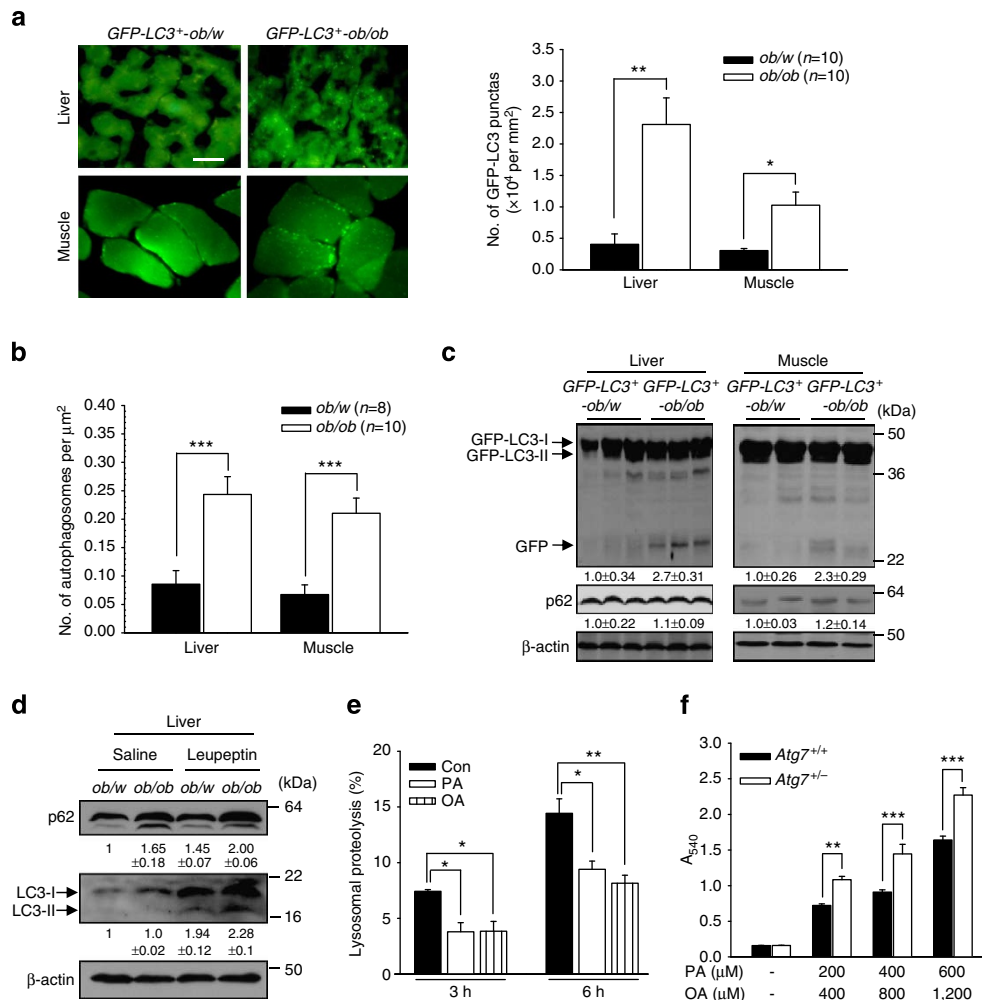 a
GFP-LC3+-ob/w GFP-LC3+-ob/ob
Liver
Muscle
No. of GFP-LC3 punctas
(×10⁴ per mm²)
3.5
3.0
2.5
2.0
1.5
1.0
0.5
0.0
ob/w (n=10)
ob/ob (n=10)
**
*
Liver Muscle
b
No. of autophagosomes per μm²
0.40
0.35
0.30
0.25
0.20
0.15
0.10
0.05
0.00
ob/w (n=8)
ob/ob (n=10)
*** ***
Liver Muscle
c
Liver Muscle
GFP-LC3+ GFP-LC3+ GFP-LC3+ GFP-LC3+
-ob/w -ob/ob -ob/w -ob/ob (kDa)
GFP-LC3-I 50
GFP-LC3-II
36
GFP
22
1.0±0.34 2.7±0.31 1.0±0.26 2.3±0.29
p62 64
1.0±0.22 1.1±0.09 1.0±0.03 1.2±0.14
β-actin 50
d
Liver
Saline Leupeptin
ob/w ob/ob ob/w ob/ob (kDa)
p62 64
1 1.65 1.45 2.00
±0.18 ±0.07 ±0.06
LC3-I 22
LC3-II 16
1 1.0 1.94 2.28
±0.02 ±0.12 ±0.1
β-actin 50
e
Lysosomal proteolysis (%)
20
15
10
5
0
Con
PA
OA
* *
* **
3 h 6 h
f
A540
3.0
2.5
2.0
1.5
1.0
0.5
0.0
Atg7+/+
Atg7+/−
** *** ***
PA (μM) - 200 400 600
OA (μM) - 400 800 1,200